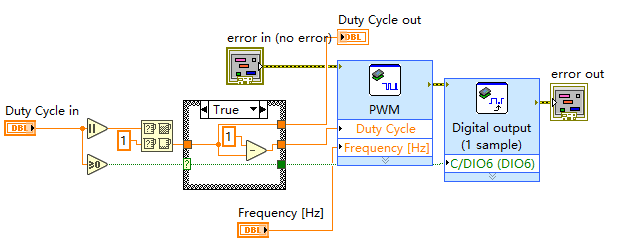 Duty Cycle out
DBL
error in (no error)
error out
Duty Cycle in
DBL
1
True
1
PWM
Duty Cycle
Frequency [Hz]
Digital output
(1 sample)
C/DIO6 (DIO6)
≥0
?
Frequency [Hz]
DBL